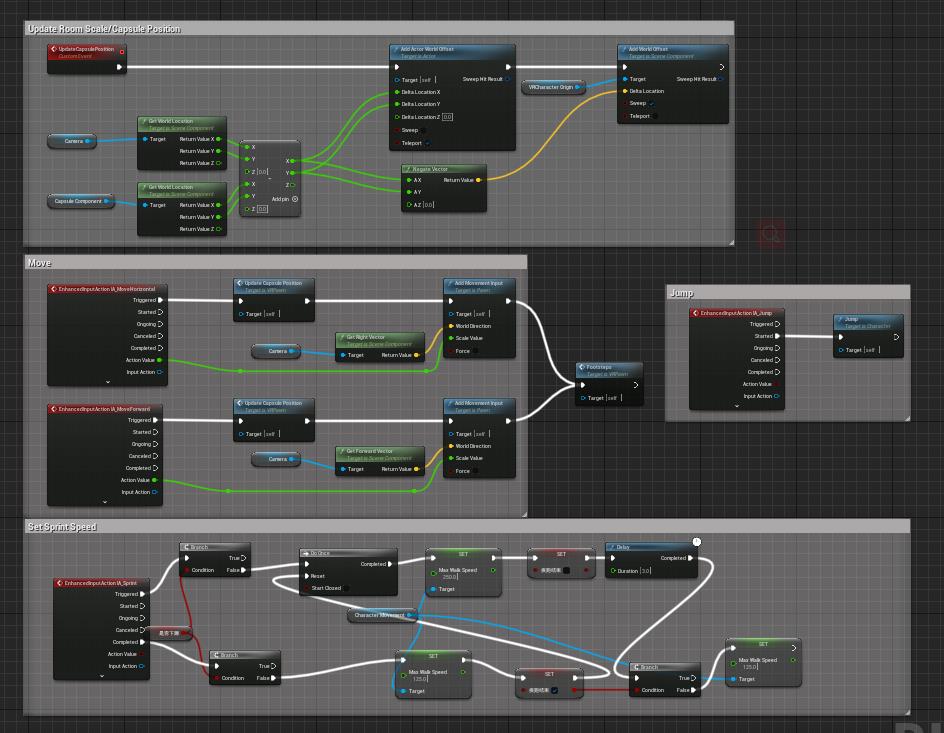 Update Room Scale/Capsule Position
UpdateCapsulePosition
CustomEvent
Add Actor World Offset
Target is Actor
Target self
Sweep Hit Result
Delta Location X
Delta Location Y
Delta Location Z 0.0
Sweep
Teleport
VRCharacter Origin
Add World Offset
Target is Scene Component
Target
Sweep Hit Result
Delta Location
Sweep
Teleport
Camera
Get World Location
Target is Scene Component
Target
Return Value X
Return Value Y
Return Value Z
Capsule Component
Get World Location
Target is Scene Component
Target
Return Value X
Return Value Y
Return Value Z
X
Y
Z 0.0
X
Y
Z 0.0
X
Y
Z
Add pin
Negate Vector
A X
Return Value
A Y
A Z 0.0
Move
EnhancedInputAction IA_MoveHorizontal
Triggered
Started
Ongoing
Canceled
Completed
Action Value
Input Action
Update Capsule Position
Target is VRPawn
Target self
Camera
Get Right Vector
Target is Scene Component
Target
Return Value
Add Movement Input
Target is Pawn
Target self
World Direction
Scale Value
Force
EnhancedInputAction IA_MoveForward
Triggered
Started
Ongoing
Canceled
Completed
Action Value
Input Action
Update Capsule Position
Target is VRPawn
Target self
Camera
Get Forward Vector
Target is Scene Component
Target
Return Value
Add Movement Input
Target is Pawn
Target self
World Direction
Scale Value
Force
Footsteps
Target is VRPawn
Target self
Jump
EnhancedInputAction IA_Jump
Triggered
Started
Ongoing
Canceled
Completed
Action Value
Input Action
Jump
Target is Character
Target self
Set Sprint Speed
EnhancedInputAction IA_Sprint
Triggered
Started
Ongoing
Canceled
Completed
Action Value
Input Action
是否下蹲
Branch
True
Condition
False
Branch
True
Condition
False
Do Once
Completed
Reset
Start Closed
Character Movement
SET
Max Walk Speed
250.0
Target
SET
Delay
Completed
Duration 3.0
SET
Max Walk Speed
125.0
Target
SET
Branch
True
Condition
False
SET
Max Walk Speed
125.0
Target